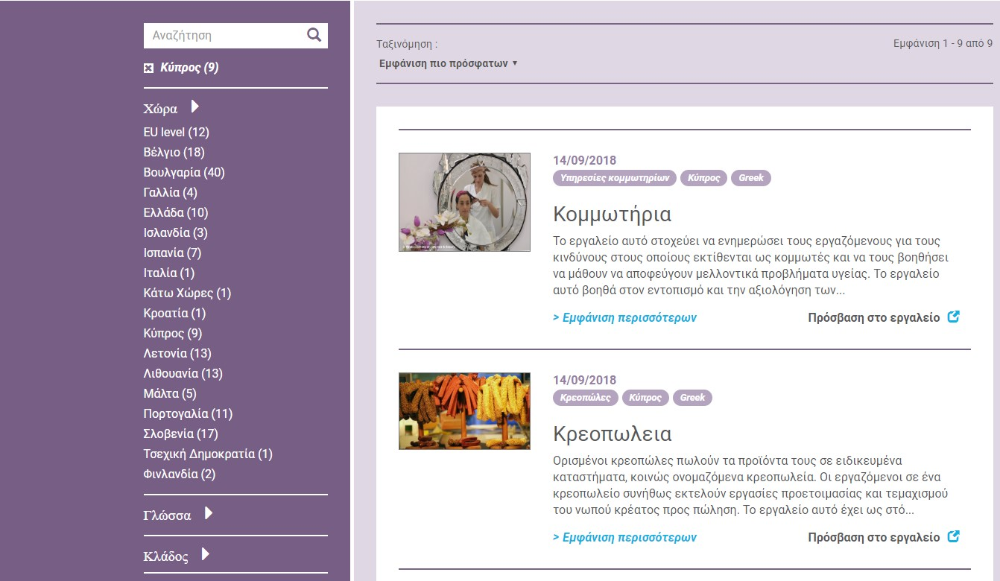 Αναζήτηση
Κύπρος (9)
Χώρα
EU level (12)
Βέλγιο (18)
Βουλγαρία (40)
Γαλλία (4)
Ελλάδα (10)
Ισλανδία (3)
Ισπανία (7)
Ιταλία (1)
Κάτω Χώρες (1)
Κροατία (1)
Κύπρος (9)
Λετονία (13)
Λιθουανία (13)
Μάλτα (5)
Πορτογαλία (11)
Σλοβενία (17)
Τσεχική Δημοκρατία (1)
Φινλανδία (2)
Γλώσσα
Κλάδος
Ταξινόμηση :
Εμφάνιση 1 - 9 από 9
Εμφάνιση πιο πρόσφατων ▼
14/09/2018
Υπηρεσίες κομμωτηρίων Κύπρος Greek
Κομμωτήρια
Το εργαλείο αυτό στοχεύει να ενημερώσει τους εργαζόμενους για τους
κινδύνους στους οποίους εκτίθενται ως κομμωτές και να τους βοηθήσει
να μάθουν να αποφεύγουν μελλοντικά προβλήματα υγείας. Το εργαλείο
αυτό βοηθά στον εντοπισμό και την αξιολόγηση των...
> Εμφάνιση περισσότερων Πρόσβαση στο εργαλείο
14/09/2018
Κρεοπώλες Κύπρος Greek
Κρεοπωλεια
Ορισμένοι κρεοπώλες πωλούν τα προϊόντα τους σε ειδικευμένα
καταστήματα, κοινώς ονομαζόμενα κρεοπωλεία. Οι εργαζόμενοι σε ένα
κρεοπωλείο συνήθως εκτελούν εργασίες προετοιμασίας και τεμαχισμού
του νωπού κρέατος προς πώληση. Το εργαλείο αυτό έχει ως στό...
> Εμφάνιση περισσότερων Πρόσβαση στο εργαλείο